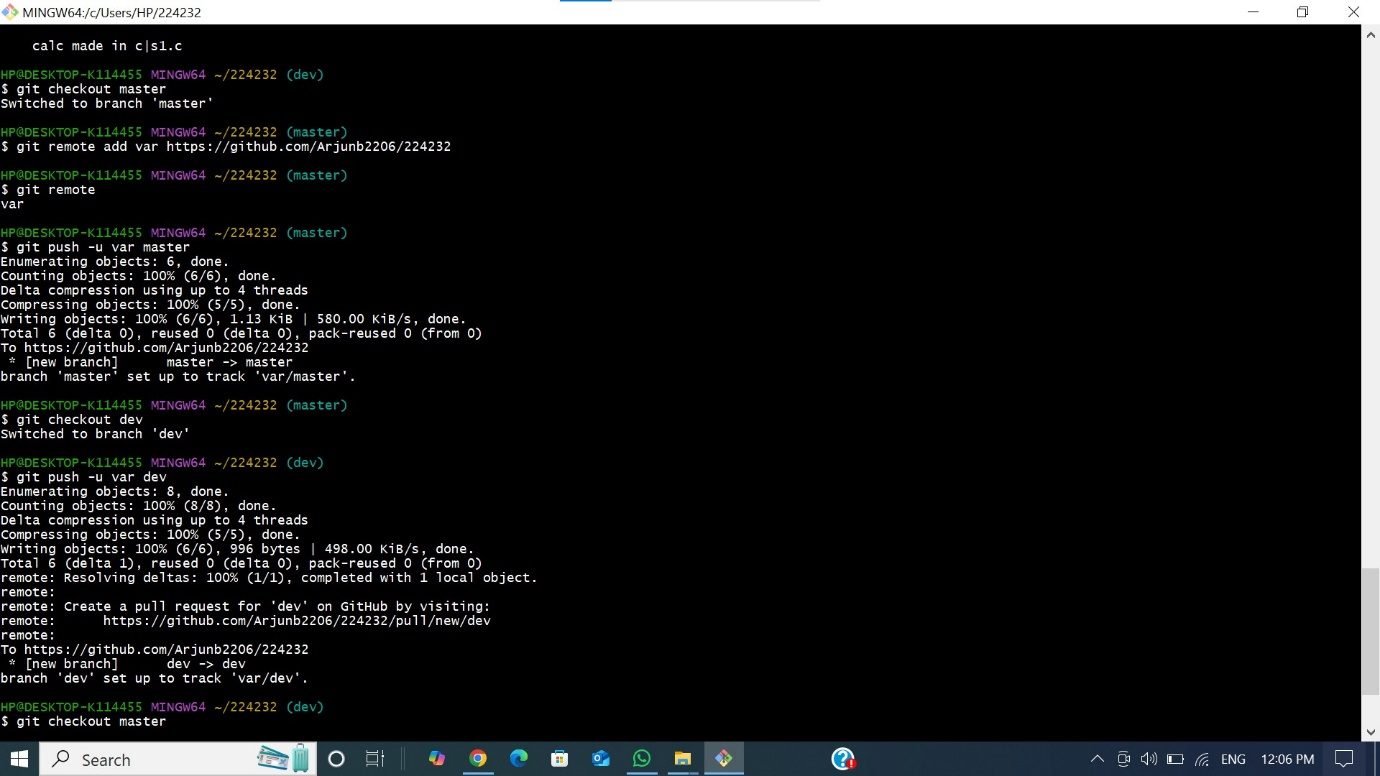 MINGW64:/c/Users/HP/224232
calc made in c|s1.c
HP@DESKTOP-K114455 MINGW64 ~/224232 (dev)
$ git checkout master
Switched to branch 'master'
HP@DESKTOP-K114455 MINGW64 ~/224232 (master)
$ git remote add var https://github.com/Arjunb2206/224232
HP@DESKTOP-K114455 MINGW64 ~/224232 (master)
$ git remote
var
HP@DESKTOP-K114455 MINGW64 ~/224232 (master)
$ git push -u var master
Enumerating objects: 6, done.
Counting objects: 100% (6/6), done.
Delta compression using up to 4 threads
Compressing objects: 100% (5/5), done.
Writing objects: 100% (6/6), 1.13 KiB | 580.00 KiB/s, done.
Total 6 (delta 0), reused 0 (delta 0), pack-reused 0 (from 0)
To https://github.com/Arjunb2206/224232
* [new branch]      master -> master
branch 'master' set up to track 'var/master'.
HP@DESKTOP-K114455 MINGW64 ~/224232 (master)
$ git checkout dev
Switched to branch 'dev'
HP@DESKTOP-K114455 MINGW64 ~/224232 (dev)
$ git push -u var dev
Enumerating objects: 8, done.
Counting objects: 100% (8/8), done.
Delta compression using up to 4 threads
Compressing objects: 100% (5/5), done.
Writing objects: 100% (6/6), 996 bytes | 498.00 KiB/s, done.
Total 6 (delta 1), reused 0 (delta 0), pack-reused 0 (from 0)
remote: Resolving deltas: 100% (1/1), completed with 1 local object.
remote:
remote: Create a pull request for 'dev' on GitHub by visiting:
remote:      https://github.com/Arjunb2206/224232/pull/new/dev
remote:
To https://github.com/Arjunb2206/224232
* [new branch]      dev -> dev
branch 'dev' set up to track 'var/dev'.
HP@DESKTOP-K114455 MINGW64 ~/224232 (dev)
$ git checkout master
Search
ENG 12:06 PM